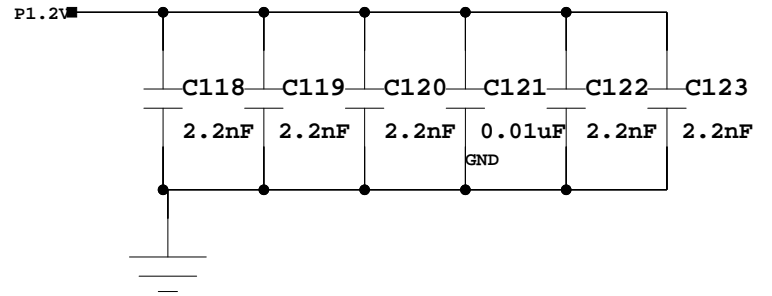 P1.2V
C118 C119 C120 C121 C122 C123
2.2nF 2.2nF 2.2nF 0.01uF 2.2nF 2.2nF
GND